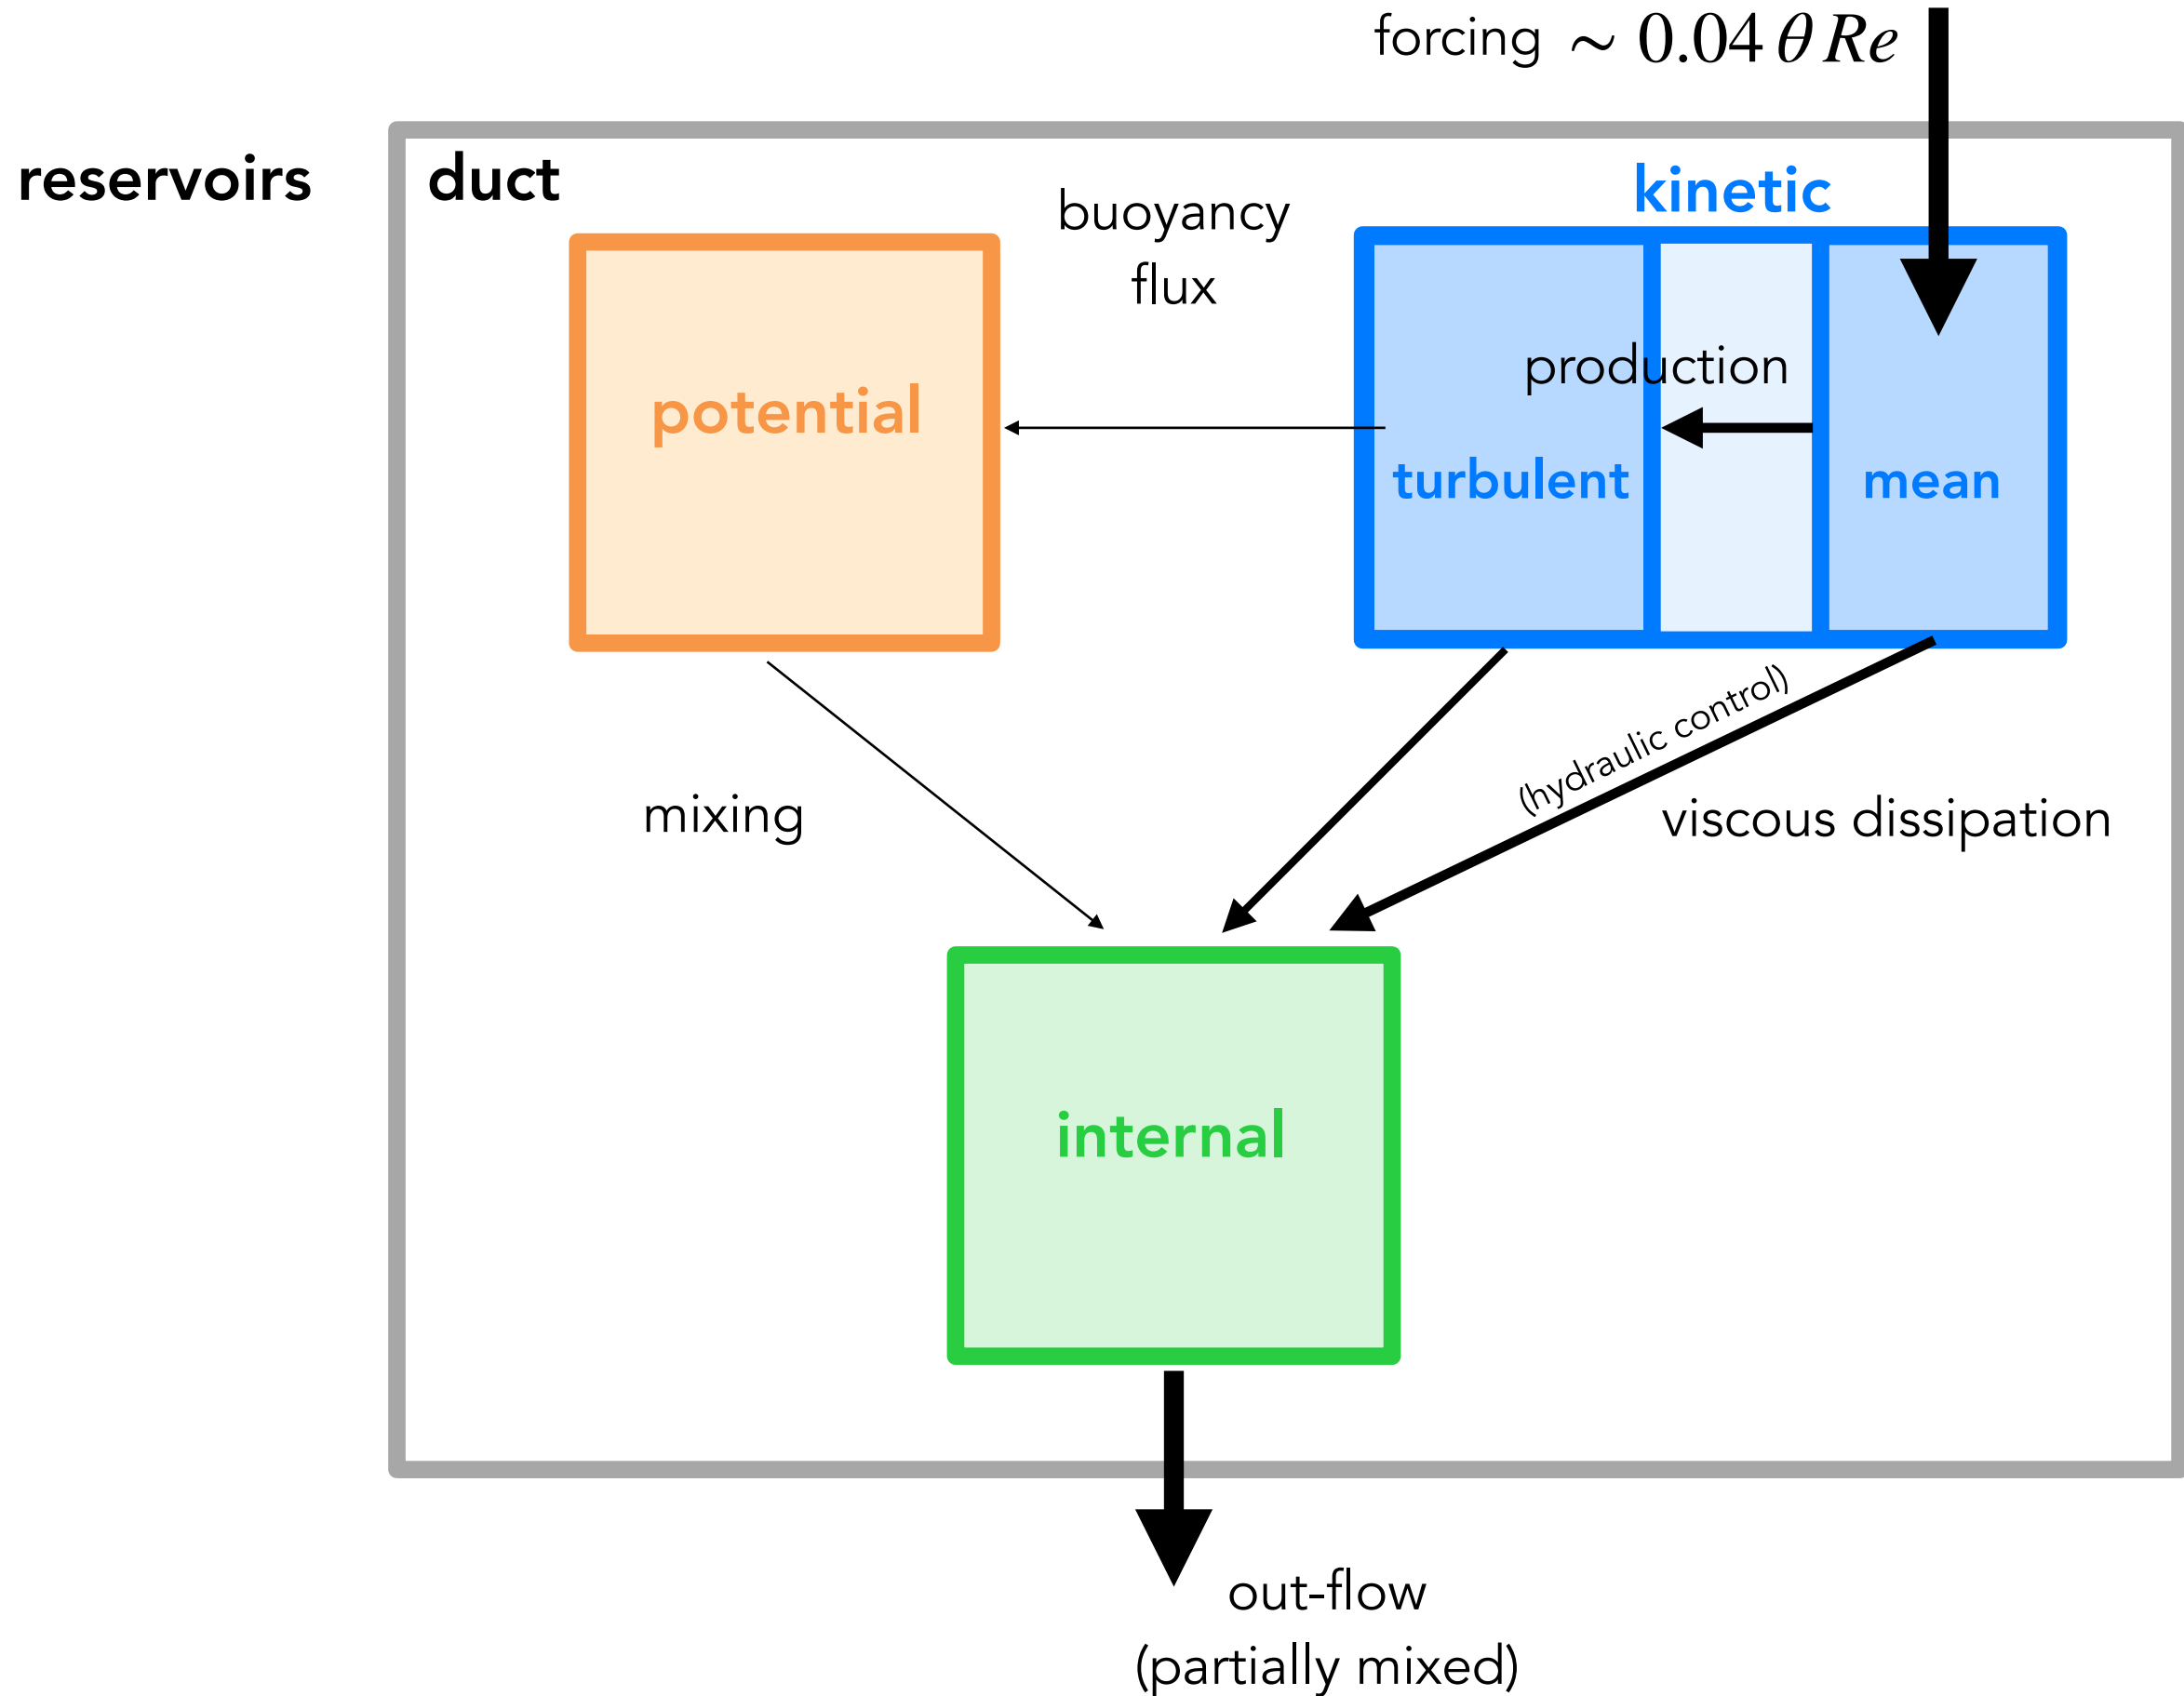 forcing ~ 0.04 θRe
reservoirs
duct
kinetic
buoyancy
flux
production
potential
turbulent
mean
(hydraulic control)
mixing
viscous dissipation
internal
out-flow
(partially mixed)